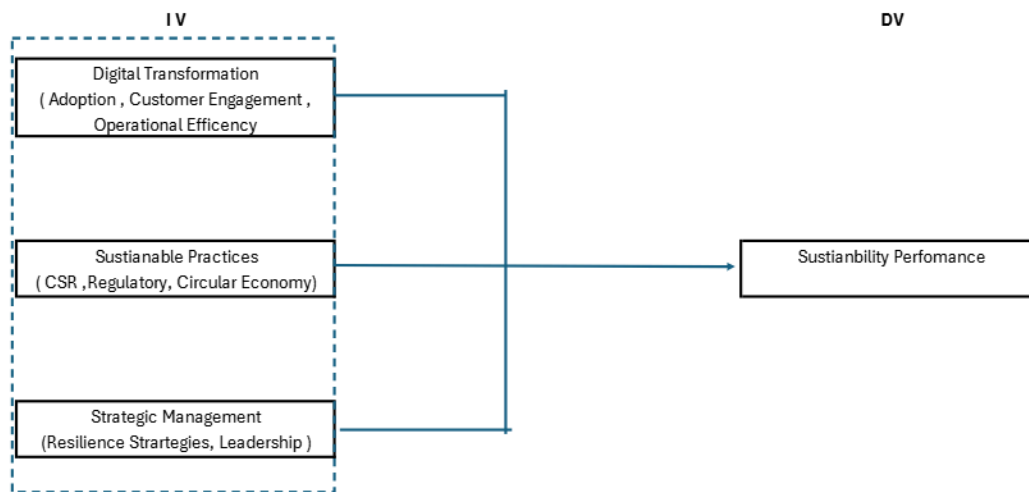 I V
DV
Digital Transformation
( Adoption , Customer Engagement ,
Operational Efficency
Sustianable Practices
( CSR ,Regulatory, Circular Economy)
Sustianbility Perfomance
Strategic Management
(Resilience Strartegies, Leadership )